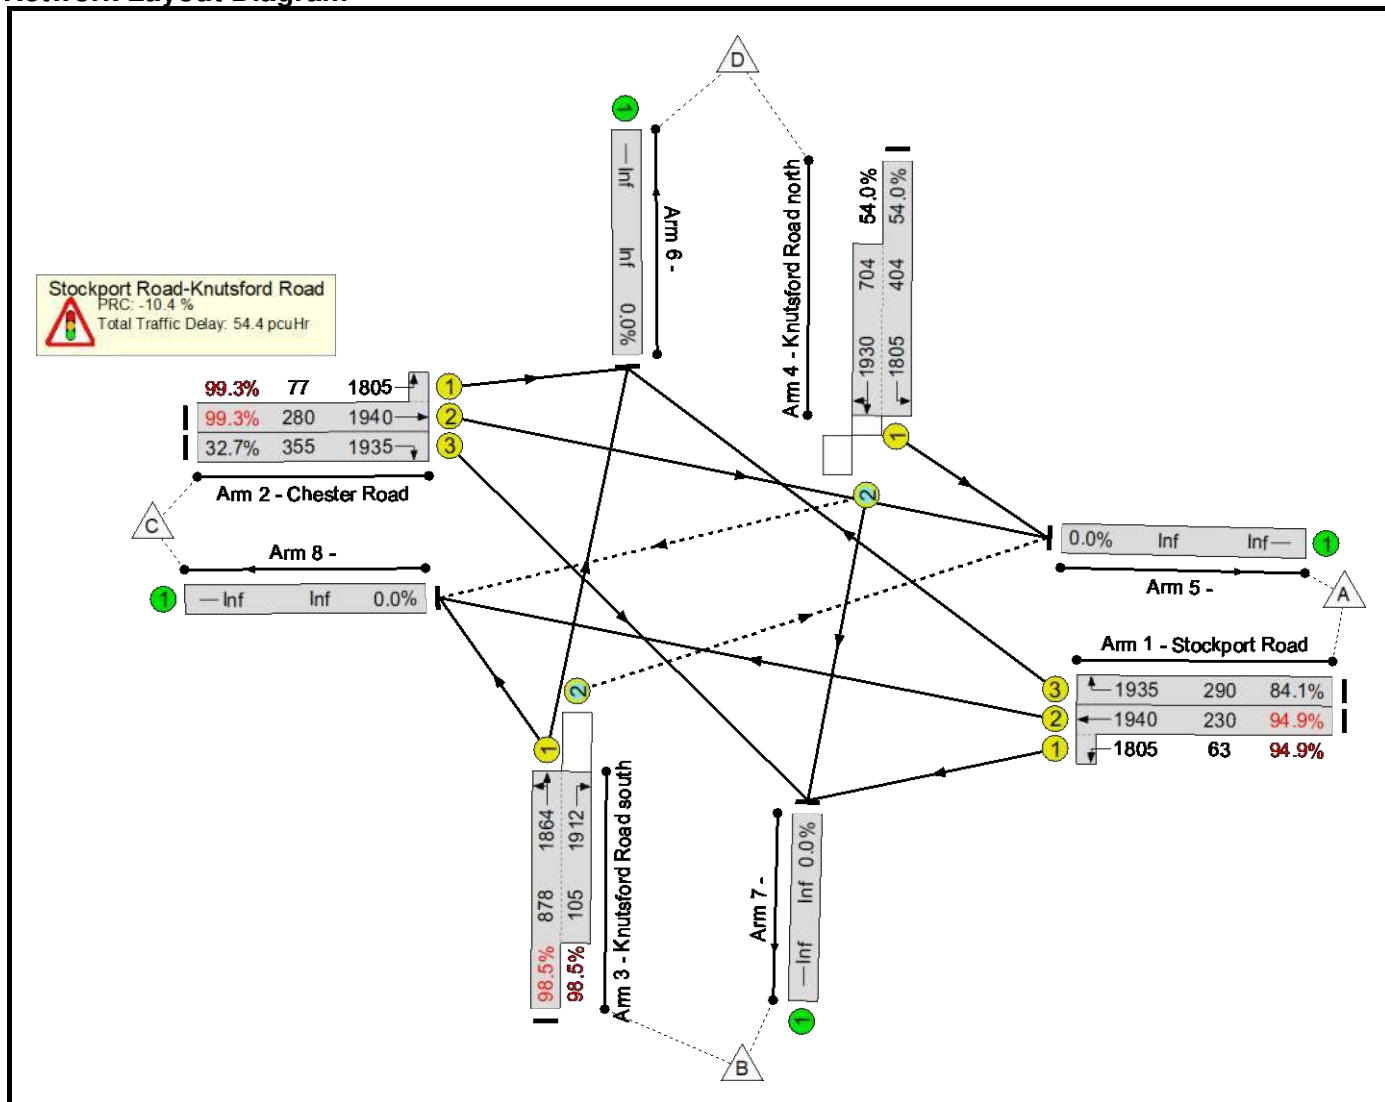 Network Layout Diagram
D
1
Inf
Inf
0.0%
Arm 6 -
Arm 4 - Knutsford Road north
54.0%
704
1930
54.0%
404
1805
1
2
Stockport Road-Knutsford Road
PRC: -10.4 %
Total Traffic Delay: 54.4 pcuHr
99.3% 77 1805 1
99.3% 280 1940 2
32.7% 355 1935 3
Arm 2 - Chester Road
C
Arm 8 -
1 Inf Inf 0.0%
0.0% Inf Inf 1
Arm 5 -
A
Arm 1 - Stockport Road
3 1935 290 84.1%
2 1940 230 94.9%
1 1805 63 94.9%
2
1
1864
878
98.5%
1912
105
98.5%
Arm 3 - Knutsford Road south
Arm 7 -
0.0%
Inf
Inf
1
B